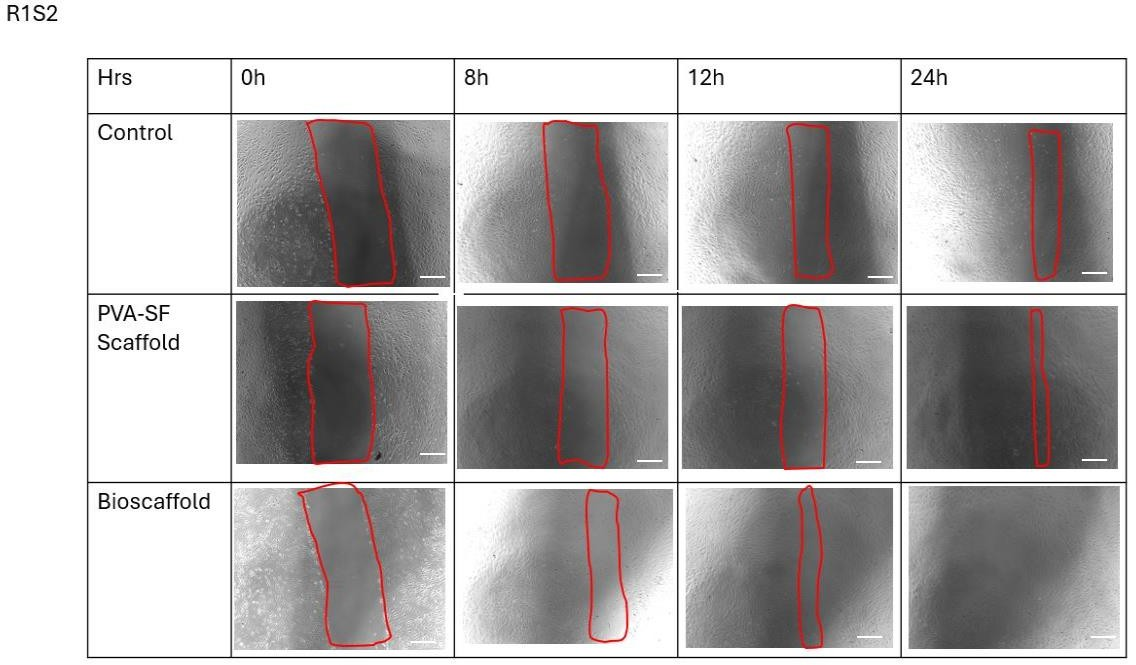 R1S2
Hrs
0h
8h
12h
24h
Control
PVA-SF
Scaffold
Bioscaffold